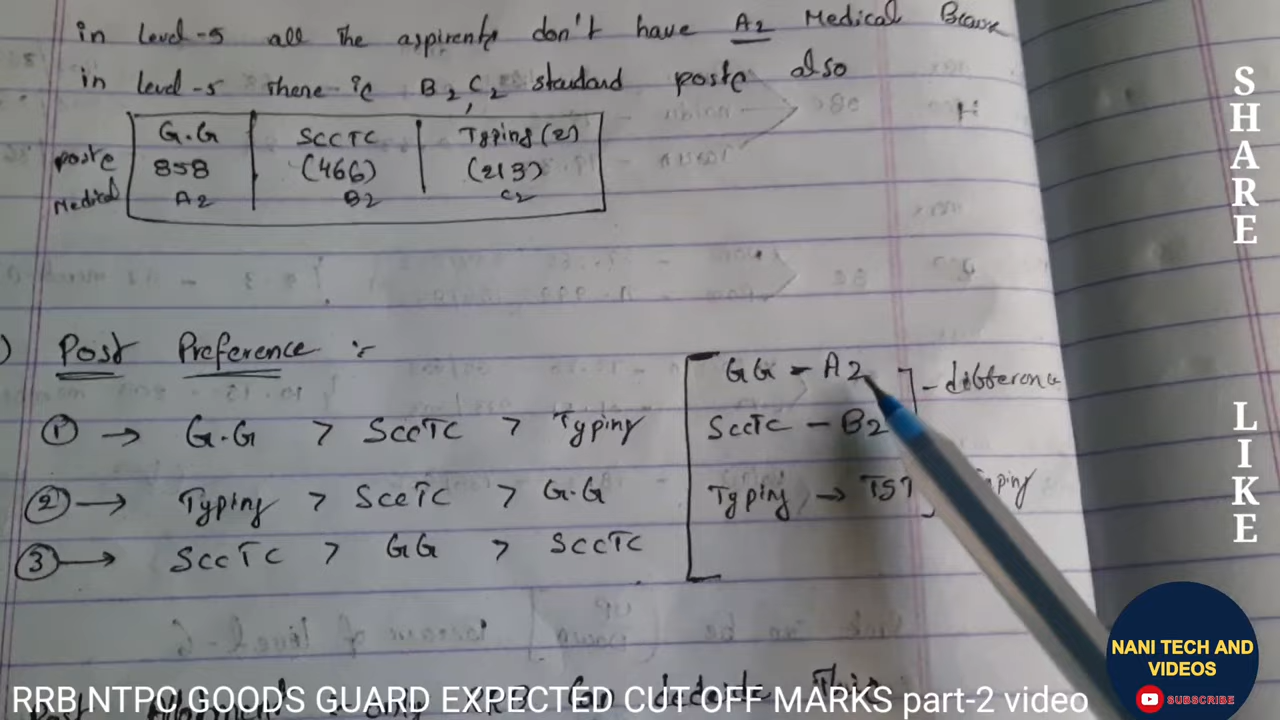 in Level-5 all the aspirants don't have A2 Medical Because
in level-5 there is B2, C2 standard posts also
G.G | SCCTC | Typing (2)
posts 858 (466) (213)
Medical A2 B2 C2
Post Preference :-
① → G.G > SccTC > Typing
② → Typing > SccTC > G.G
③ → SccTC > GG > SccTC
GG - A2 - difference
SccTC - B2
Typing → TST Typing
SHARE
LIKE
NANI TECH AND
VIDEOS
SUBSCRIBE
RRB NTPC GOODS GUARD EXPECTED CUT OFF MARKS part-2 video